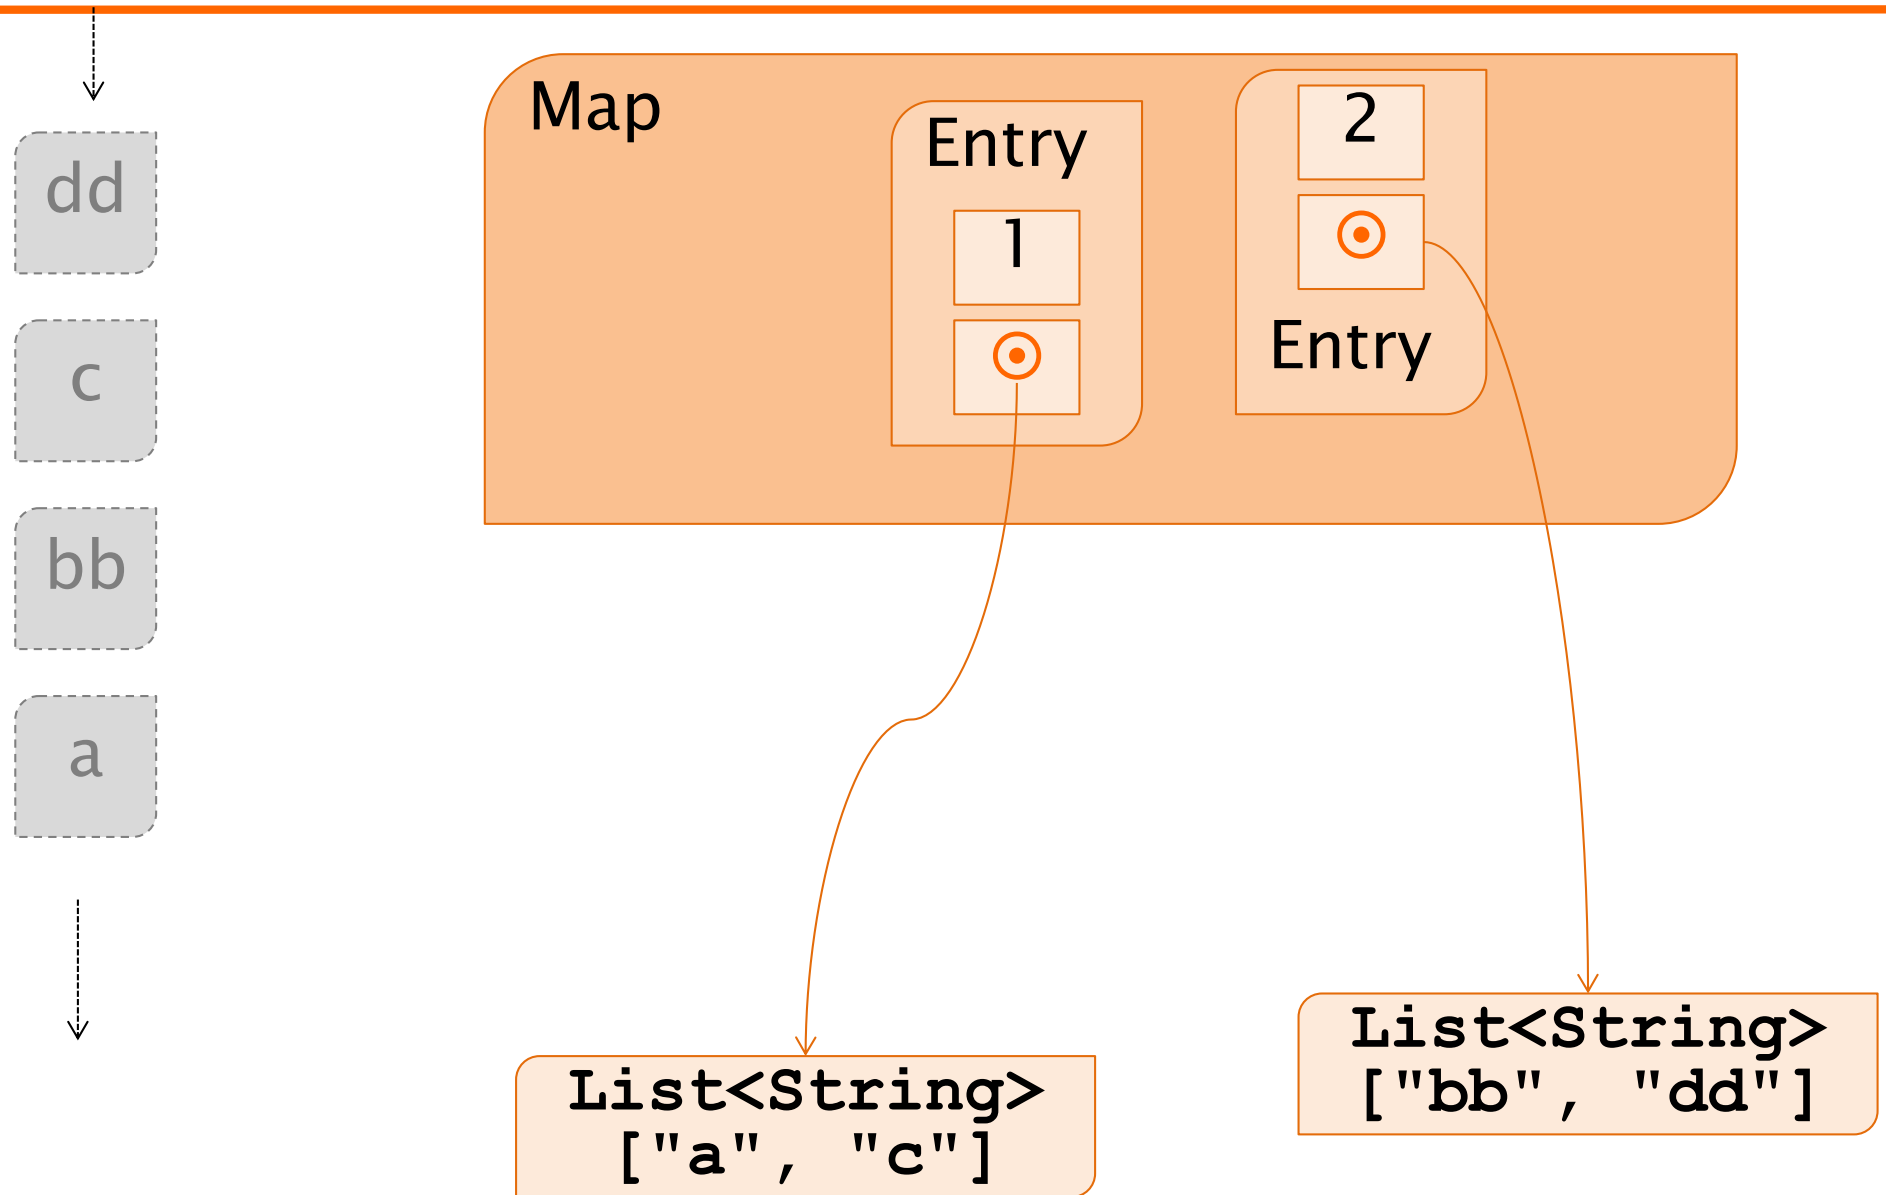 dd
c
bb
a
Map
Entry
1
2
Entry
List<String>
["a", "c"]
List<String>
["bb", "dd"]